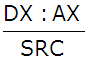 DX : AX
SRC